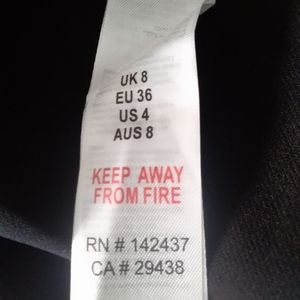 UK 8
EU 36
US 4
AUS 8
KEEP AWAY
FROM FIRE
RN # 142437
CA # 29438